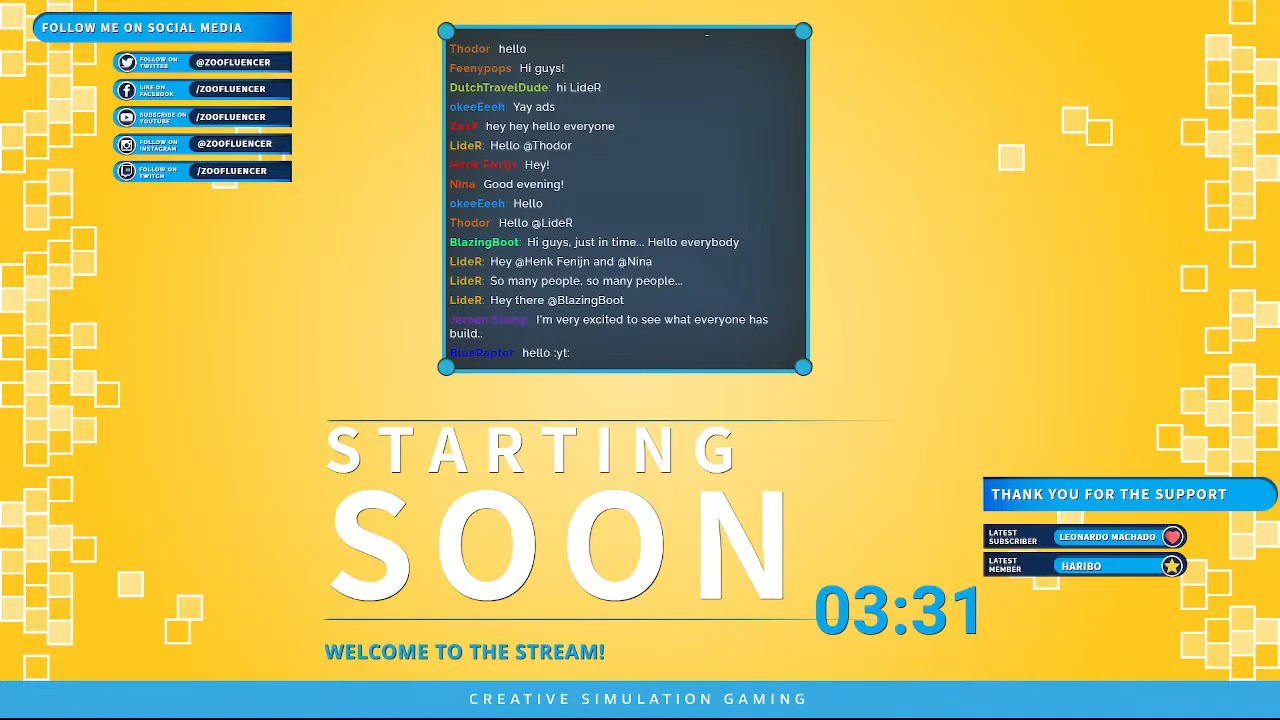 FOLLOW ME ON SOCIAL MEDIA
FOLLOW ON
TWITTER
@ZOOFLUENCER
LIKE ON
FACEBOOK
/ZOOFLUENCER
SUBSCRIBE ON
YOUTUBE
/ZOOFLUENCER
FOLLOW ON
INSTAGRAM
@ZOOFLUENCER
FOLLOW ON
TWITCH
/ZOOFLUENCER
Thodor hello
Feenypops Hi guys!
DutchTravelDude: hi LideR
okeeEeeh: Yay ads
ZooF hey hey hello everyone
LideR: Hello @Thodor
Henk Fenijn Hey!
Nina Good evening!
okeeEeeh: Hello
Thodor Hello @LideR
BlazingBoot: Hi guys, just in time... Hello everybody
LideR: Hey @Henk Fenijn and @Nina
LideR: So many people, so many people...
LideR: Hey there @BlazingBoot
Jeroen I'm very excited to see what everyone has
build..
BlueRaptor hello :yt:
STARTING
SOON
03:31
WELCOME TO THE STREAM!
THANK YOU FOR THE SUPPORT
LATEST
SUBSCRIBER
LEONARDO MACHADO
LATEST
MEMBER
HARIBO
CREATIVE SIMULATION GAMING